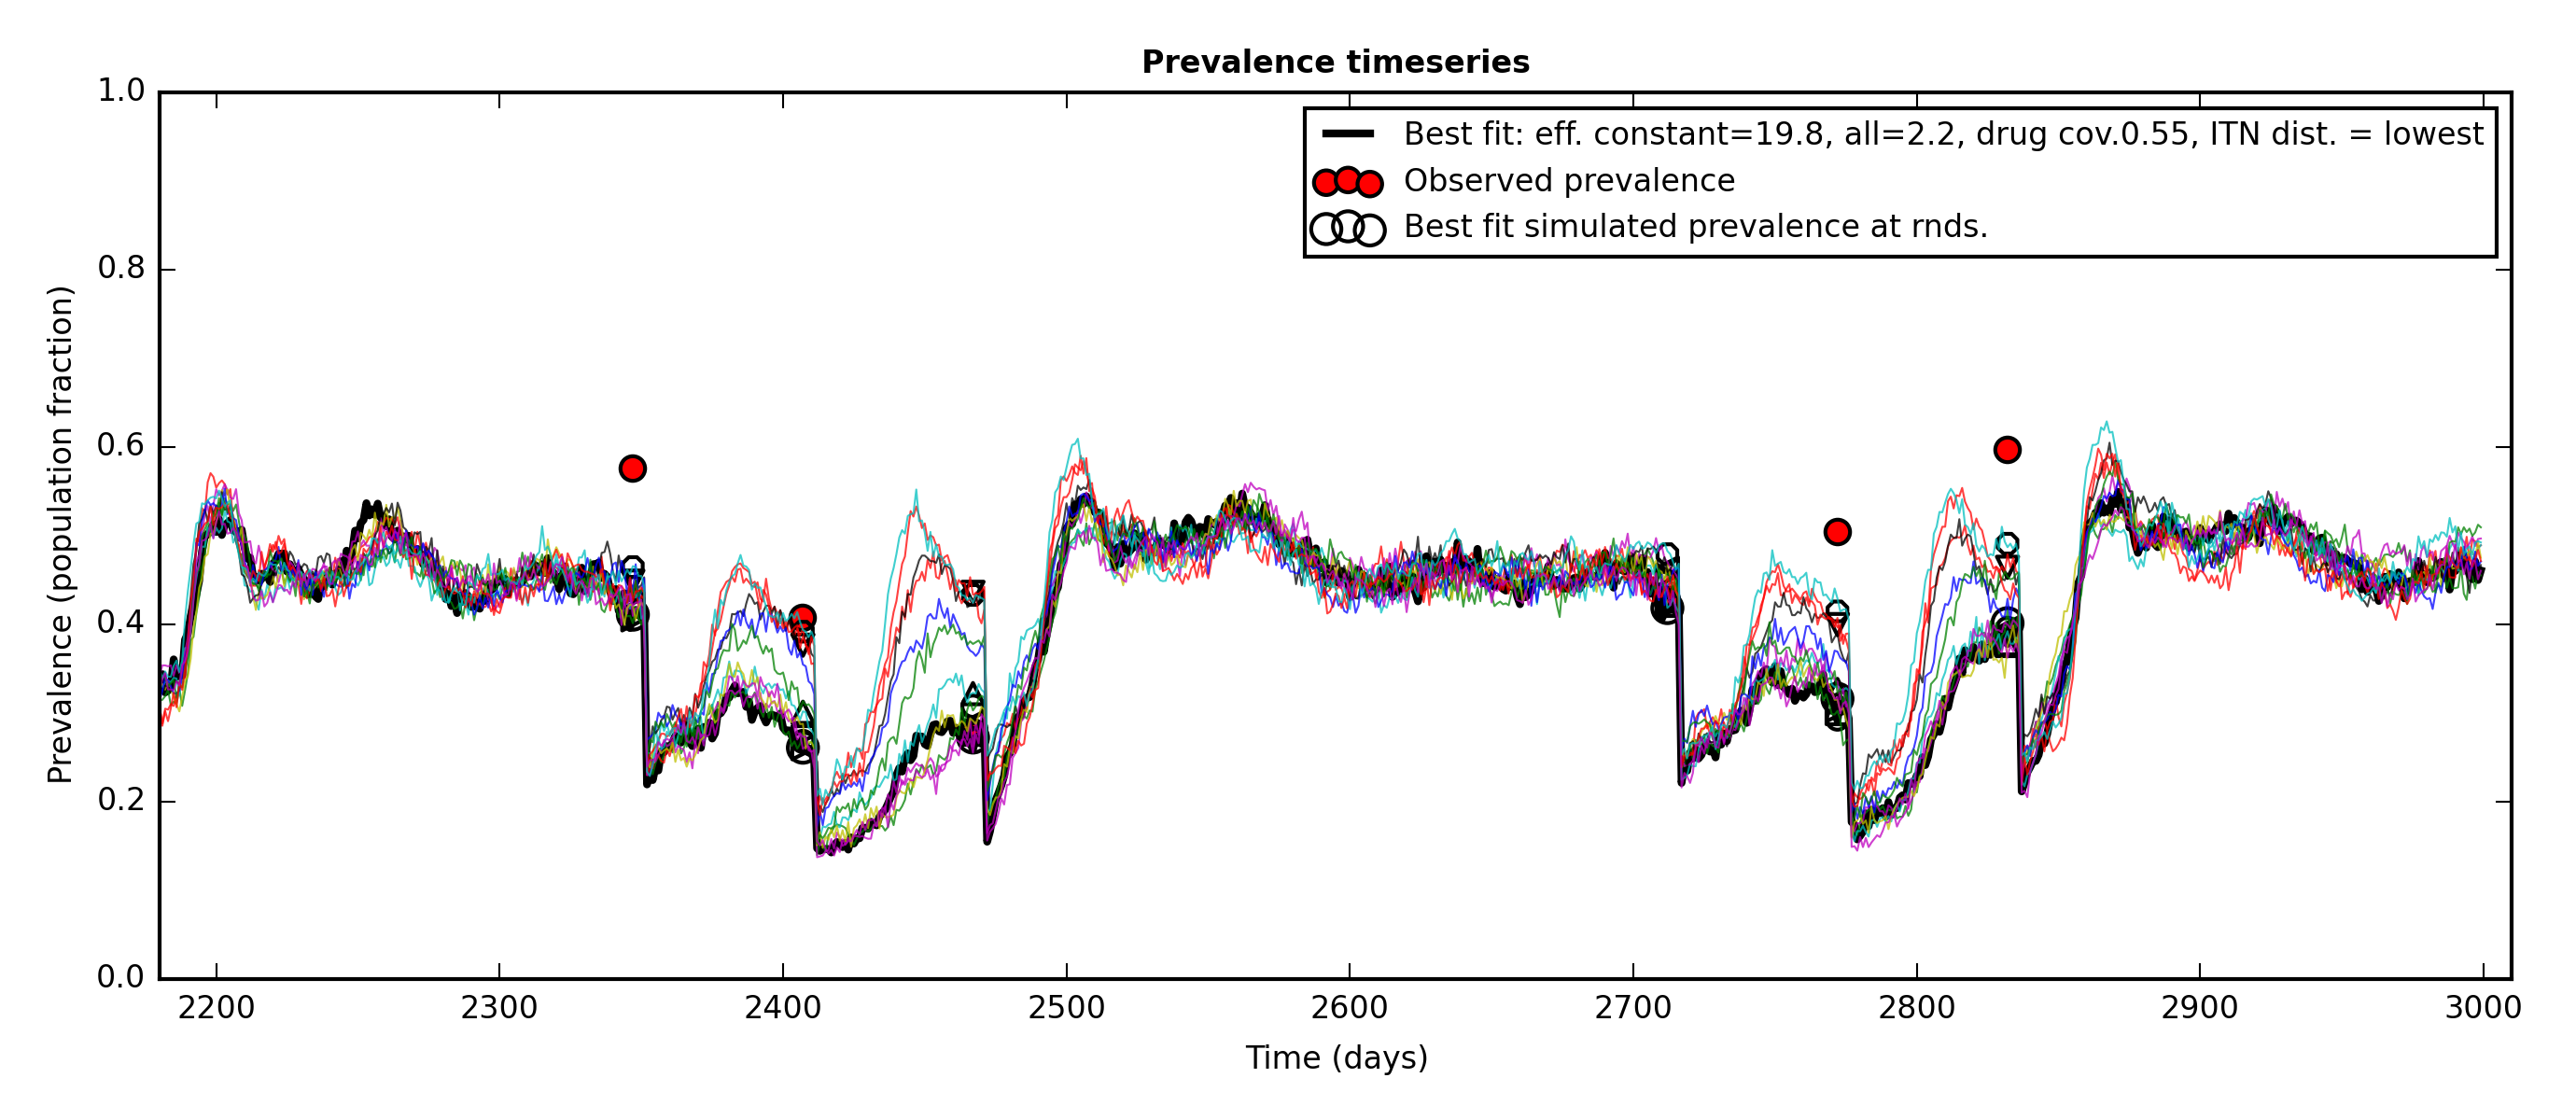 Prevalence timeseries
Best fit: eff. constant=19.8, all=2.2, drug cov.0.55, ITN dist. = lowest
Observed prevalence
Best fit simulated prevalence at rnds.
Prevalence (population fraction)
1.0
0.8
0.6
0.4
0.2
0.0
2200 2300 2400 2500 2600 2700 2800 2900 3000
Time (days)